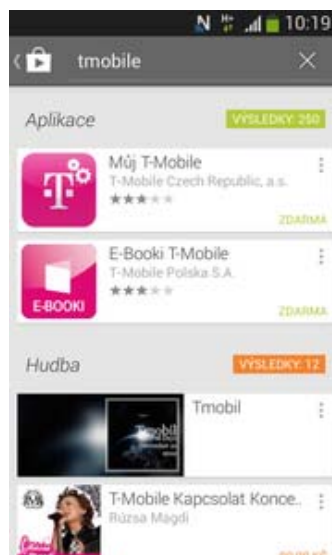 10:19
tmobile
Aplikace
VÝSLEDKY: 250
Můj T-Mobile
T-Mobile Czech Republic, a.s.
ZDARMA
E-Booki T-Mobile
T-Mobile Polska S.A.
E-BOOKI
ZDARMA
Hudba
VÝSLEDKY: 12
Tmobil
T-Mobile Kapcsolat Konce..
Rúzsa Magdi